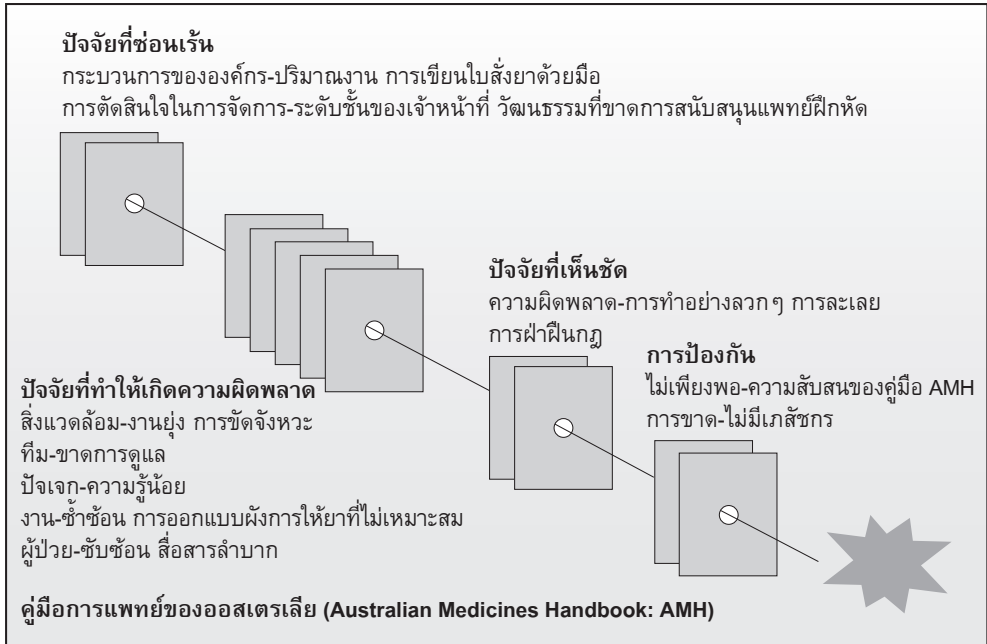 ปัจจัยที่ซ่อนเร้น
กระบวนการขององค์กร-ปริมาณงาน การเขียนใบสั่งยาด้วยมือ
การตัดสินใจในการจัดการ-ระดับชั้นของเจ้าหน้าที่ วัฒนธรรมที่ขาดการสนับสนุนแพทย์ฝึกหัด
ปัจจัยที่เห็นชัด
ความผิดพลาด-การทำอย่างลวก ๆ การละเลย
การฝ่าฝืนกฎ
การป้องกัน
ไม่เพียงพอ-ความสับสนของคู่มือ AMH
การขาด-ไม่มีเภสัชกร
ปัจจัยที่ทำให้เกิดความผิดพลาด
สิ่งแวดล้อม-งานยุ่ง การขัดจังหวะ
ทีม-ขาดการดูแล
ปัจเจก-ความรู้น้อย
งาน-ซ้ำซ้อน การออกแบบผังการให้ยาที่ไม่เหมาะสม
ผู้ป่วย-ซับซ้อน สื่อสารลำบาก
คู่มือการแพทย์ของออสเตรเลีย (Australian Medicines Handbook: AMH)